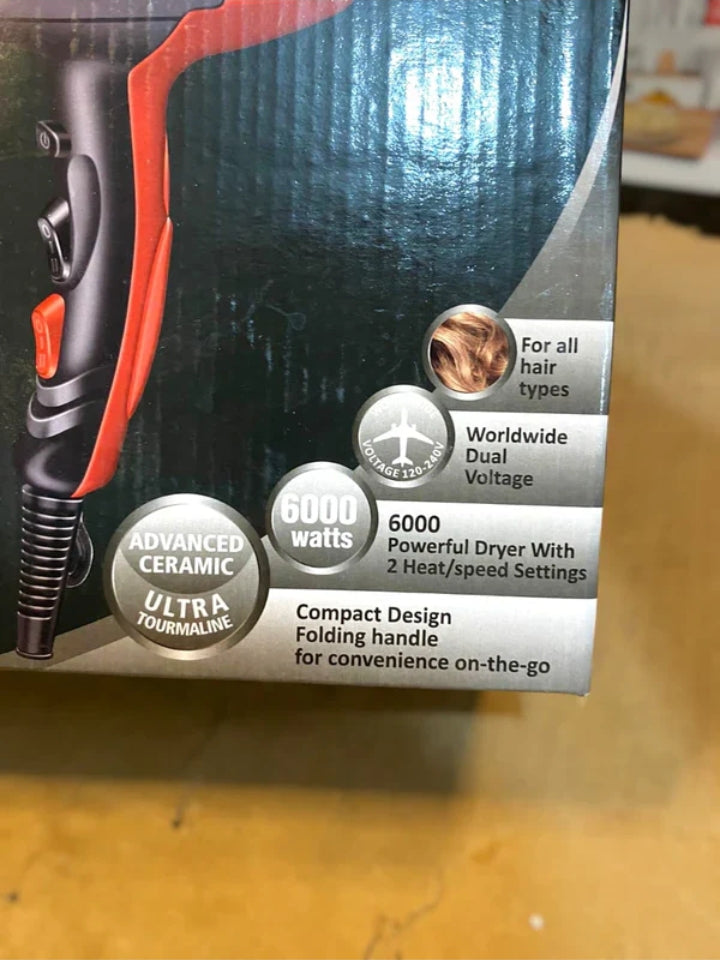 For all
hair
types
VOLTAGE 120-240V
Worldwide
Dual
Voltage
6000
watts
6000
Powerful Dryer With
2 Heat/speed Settings
ADVANCED
CERAMIC
ULTRA
TOURMALINE
Compact Design
Folding handle
for convenience on-the-go